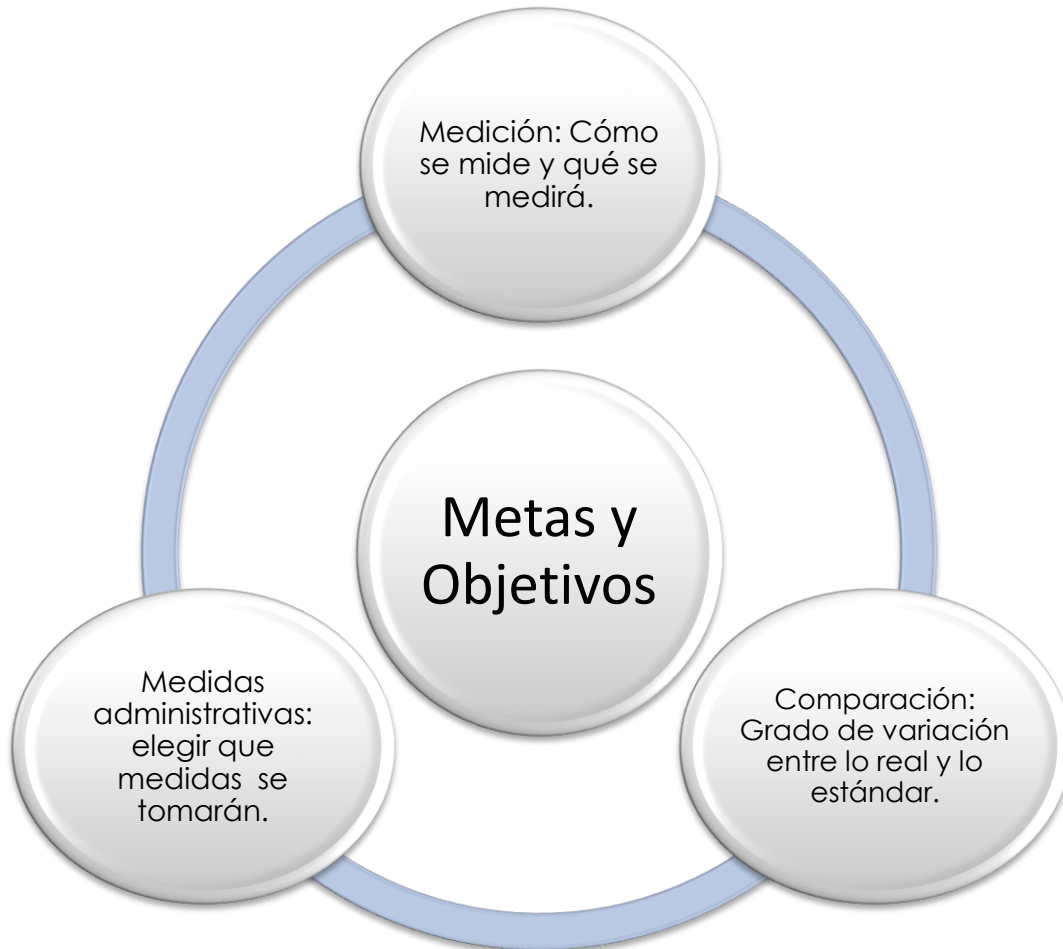 Medición: Cómo
se mide y qué se
medirá.
Metas y
Objetivos
Medidas
administrativas:
elegir que
medidas se
tomarán.
Comparación:
Grado de variación
entre lo real y lo
estándar.